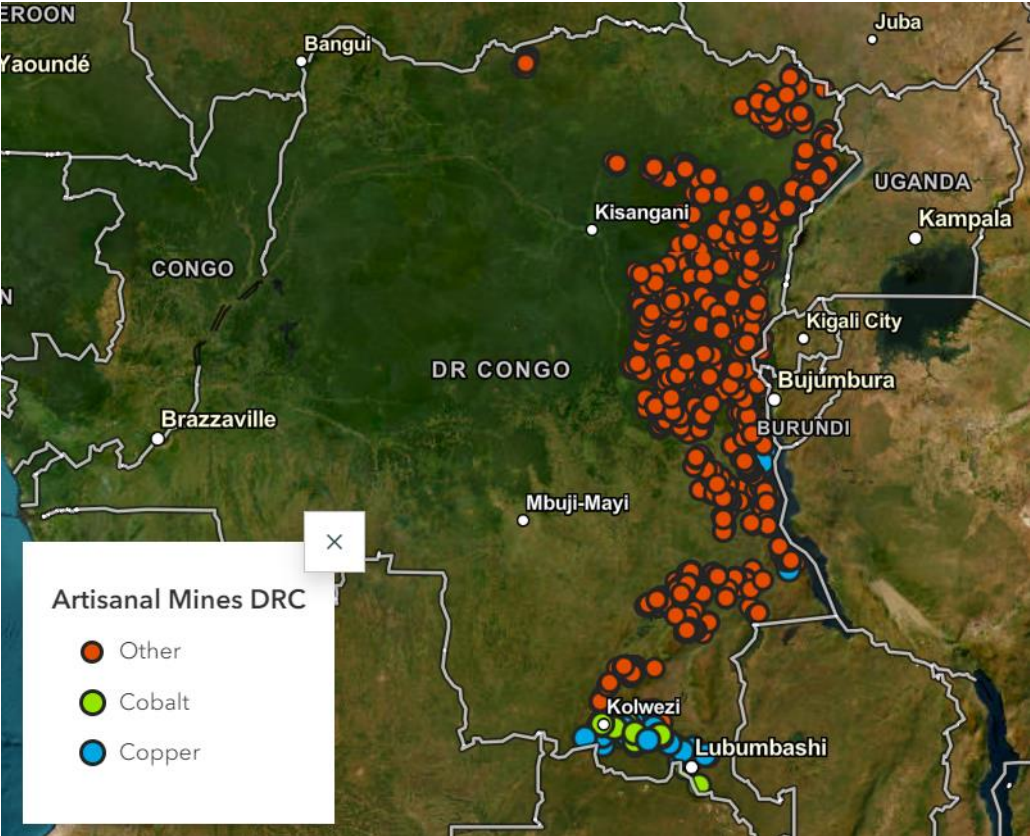 EROON
Juba
Bangui
Yaoundé
UGANDA
Kisangani
Kampala
CONGO
N
Kigali City
DR CONGO
Bujumbura
Brazzaville
BURUNDI
Mbuji-Mayi
Artisanal Mines DRC
Other
Cobalt
Copper
Kolwezi
Lubumbashi